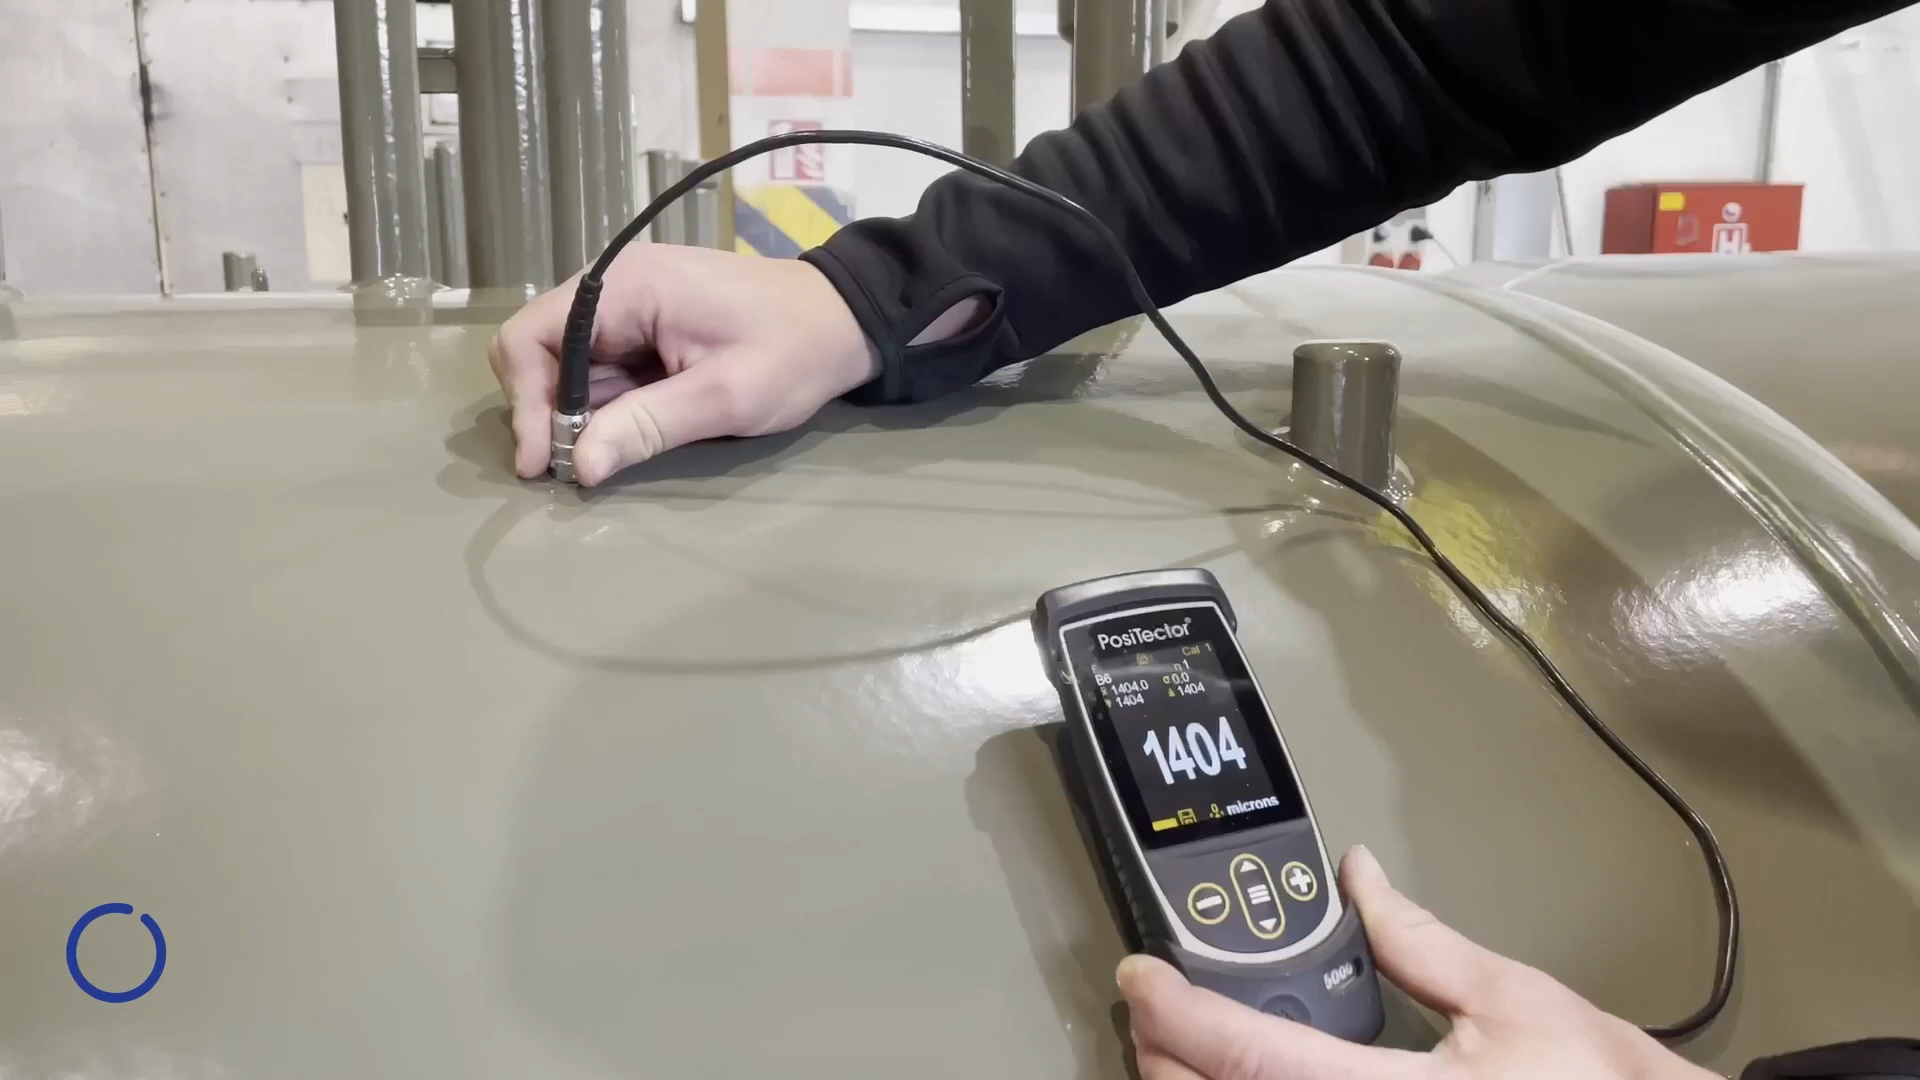 PosiTector®
Cal 1
n 1
B6
1404.0
σ 0.0
1404
1404
1404
microns
6000
H